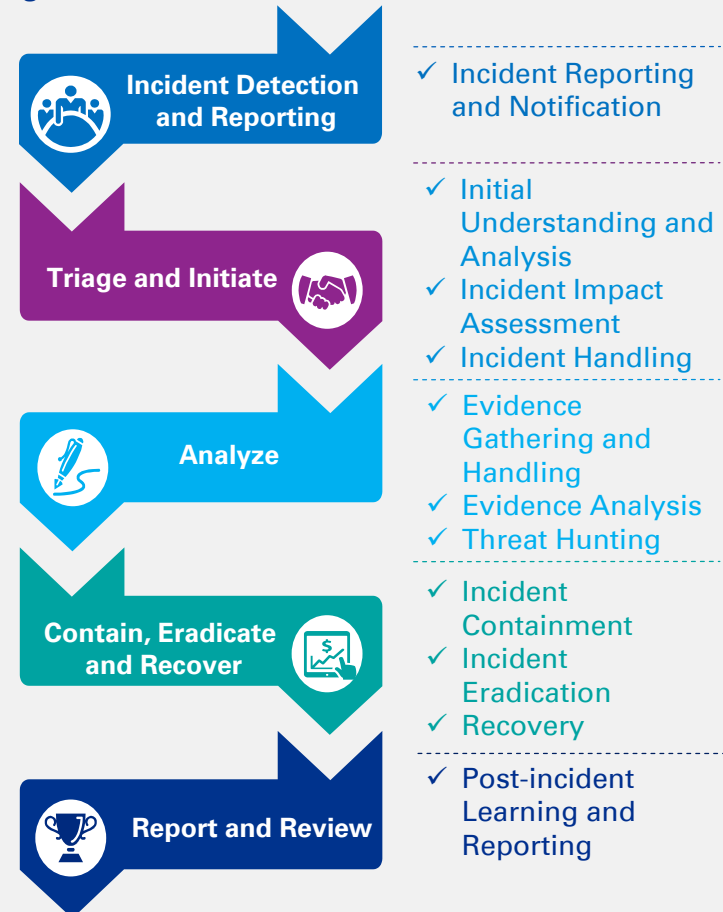 Incident Detection
and Reporting
✓ Incident Reporting
and Notification
Triage and Initiate
✓ Initial
Understanding and
Analysis
✓ Incident Impact
Assessment
✓ Incident Handling
Analyze
✓ Evidence
Gathering and
Handling
✓ Evidence Analysis
✓ Threat Hunting
Contain, Eradicate
and Recover
$
✓ Incident
Containment
✓ Incident
Eradication
✓ Recovery
Report and Review
✓ Post-incident
Learning and
Reporting